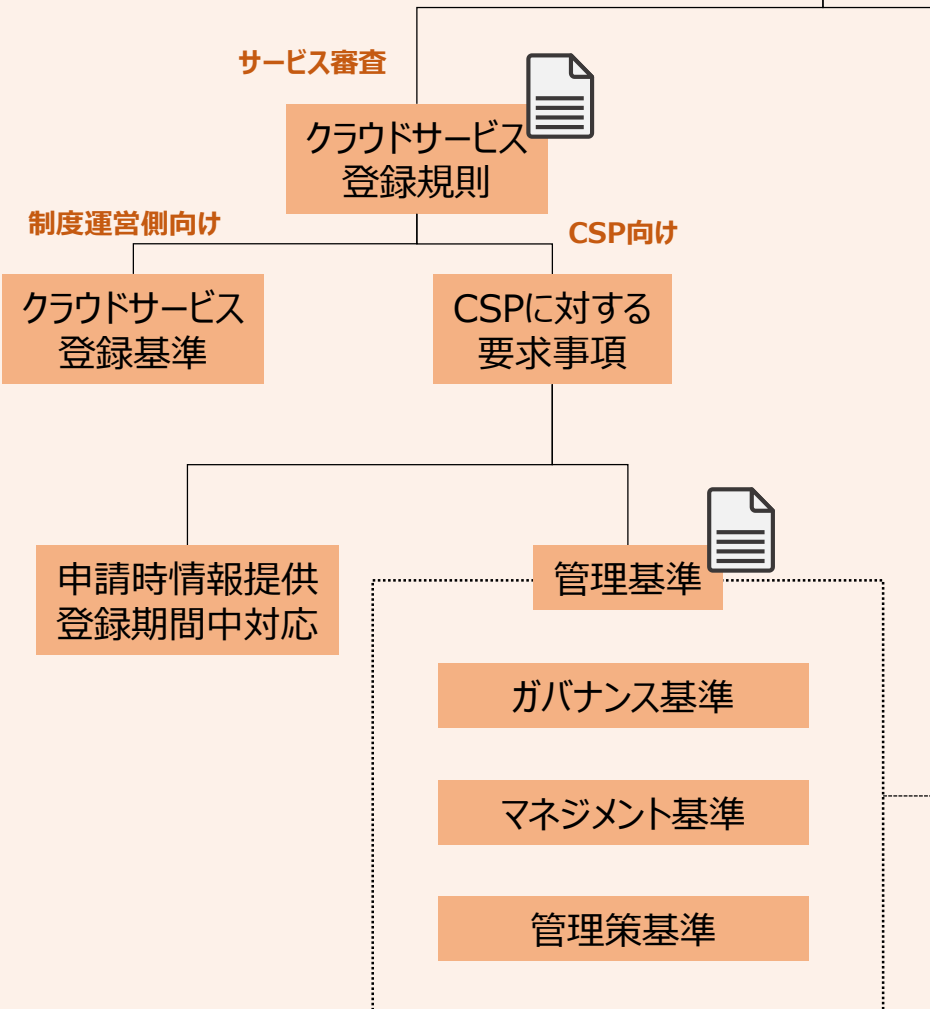 サービス審査
クラウドサービス
登録規則
制度運営側向け
CSP向け
クラウドサービス
登録基準
CSPに対する
要求事項
申請時情報提供
登録期間中対応
管理基準
ガバナンス基準
マネジメント基準
管理策基準